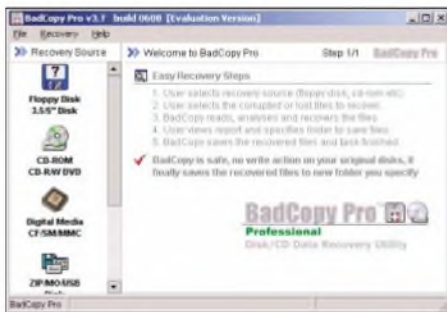 BadCopy Pro v3.7 build 0608 [Evaluation Version]
File Recovery Help
Recovery Source
Welcome to BadCopy Pro
Step 1/1
BadCopy Pro
Floppy Disk
3.5/5" Disk
CD-ROM
CD-R/W DVD
Digital Media
CF/SM/MMC
ZIP/MO/USB
Disk
Easy Recovery Steps
1. User selects recovery source (floppy disk, cd-rom etc)
2. User selects the corrupted or lost files to recover.
3. BadCopy reads, analyses and recovers the files
4. User views report and specifies folder to save files.
5. BadCopy saves the recovered files and task finished.
BadCopy is safe, no write action on your original disks, it
finally saves the recovered files to new folder you specify
BadCopy Pro
Professional
Disk/CD Data Recovery Utility
BadCopy Pro